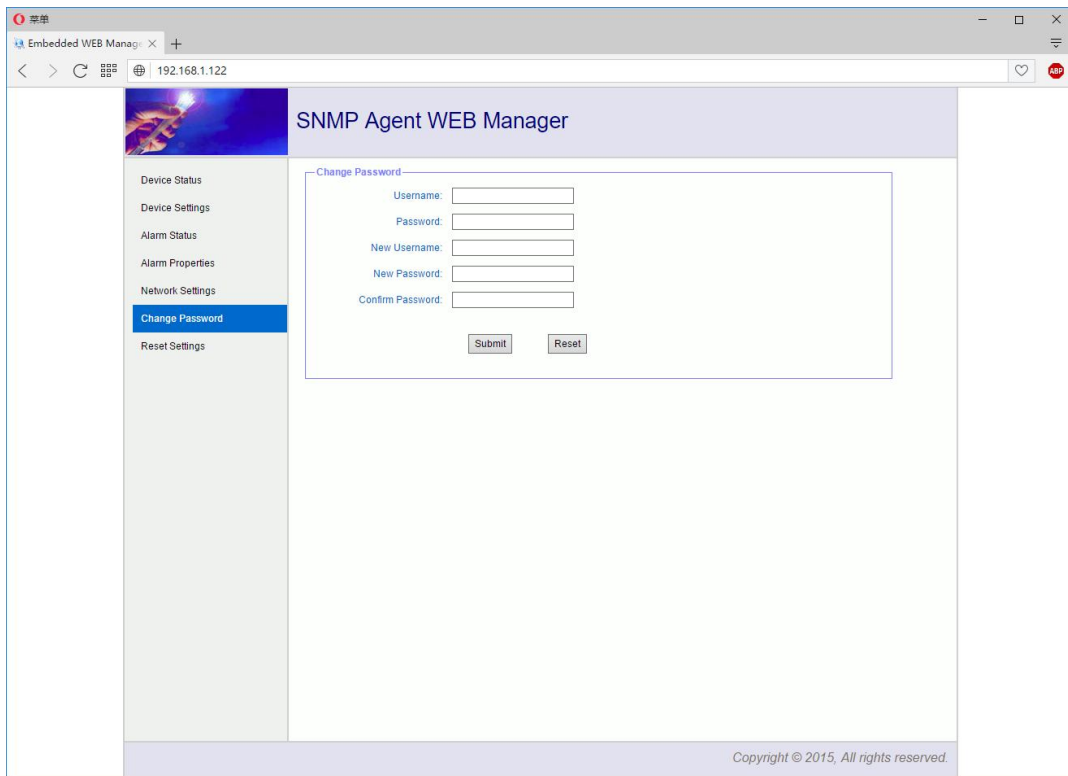 菜单
Embedded WEB Manag
192.168.1.122
ABP
SNMP Agent WEB Manager
Device Status
Device Settings
Alarm Status
Alarm Properties
Network Settings
Change Password
Reset Settings
Change Password
Username:
Password:
New Username:
New Password:
Confirm Password:
Submit Reset
Copyright © 2015, All rights reserved.